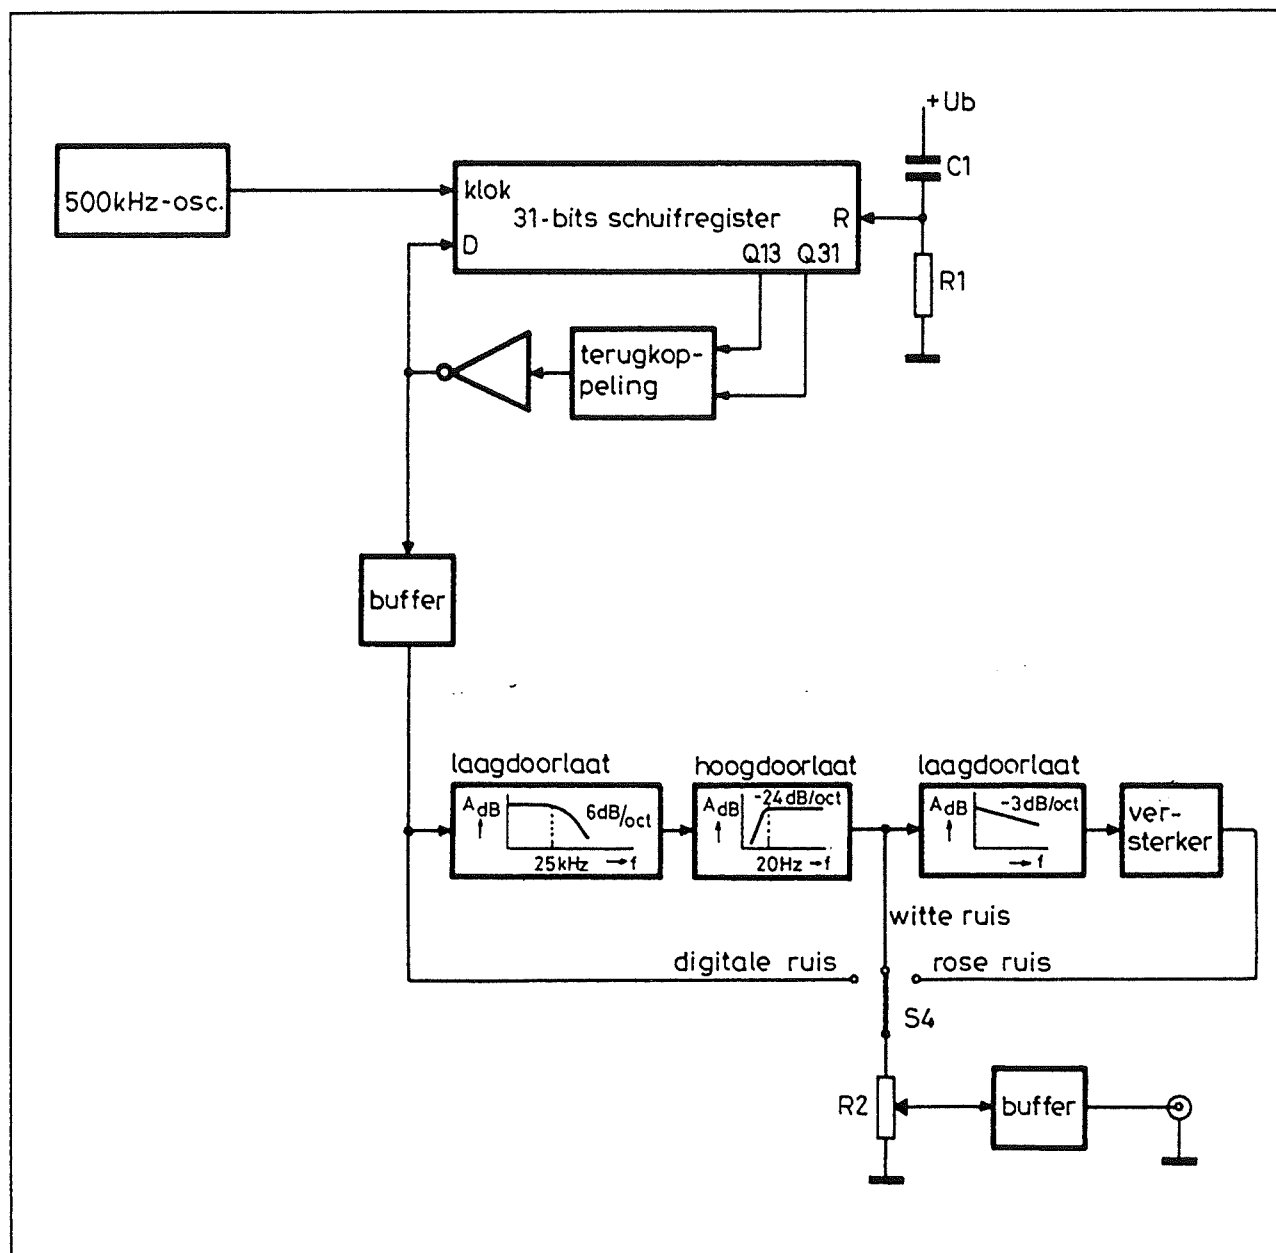 +Ub
C1
500kHz-osc.
klok
31-bits schuifregister
R
D
Q13 Q31
R1
terugkop-
peling
buffer
laagdoorlaat
AdB
6dB/oct
25kHz → f
hoogdoorlaat
AdB
-24dB/oct
20Hz → f
laagdoorlaat
AdB
-3dB/oct
→ f
ver-
sterker
witte ruis
digitale ruis
rose ruis
S4
R2
buffer